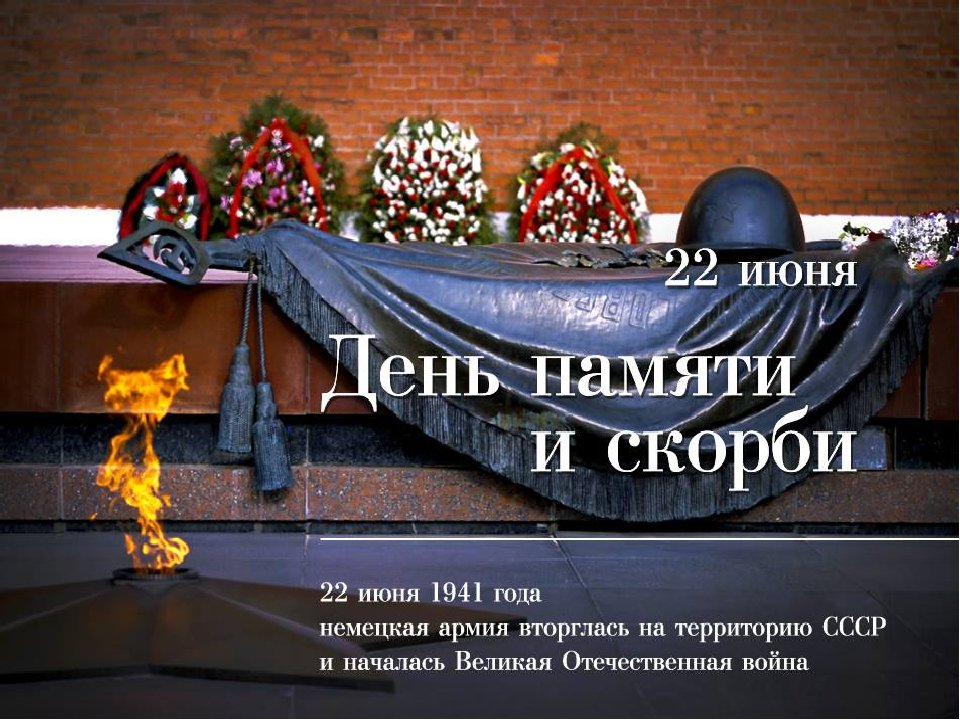 22 июня
День памяти
и скорби
22 июня 1941 года
немецкая армия вторглась на территорию СССР
и началась Великая Отечественная война